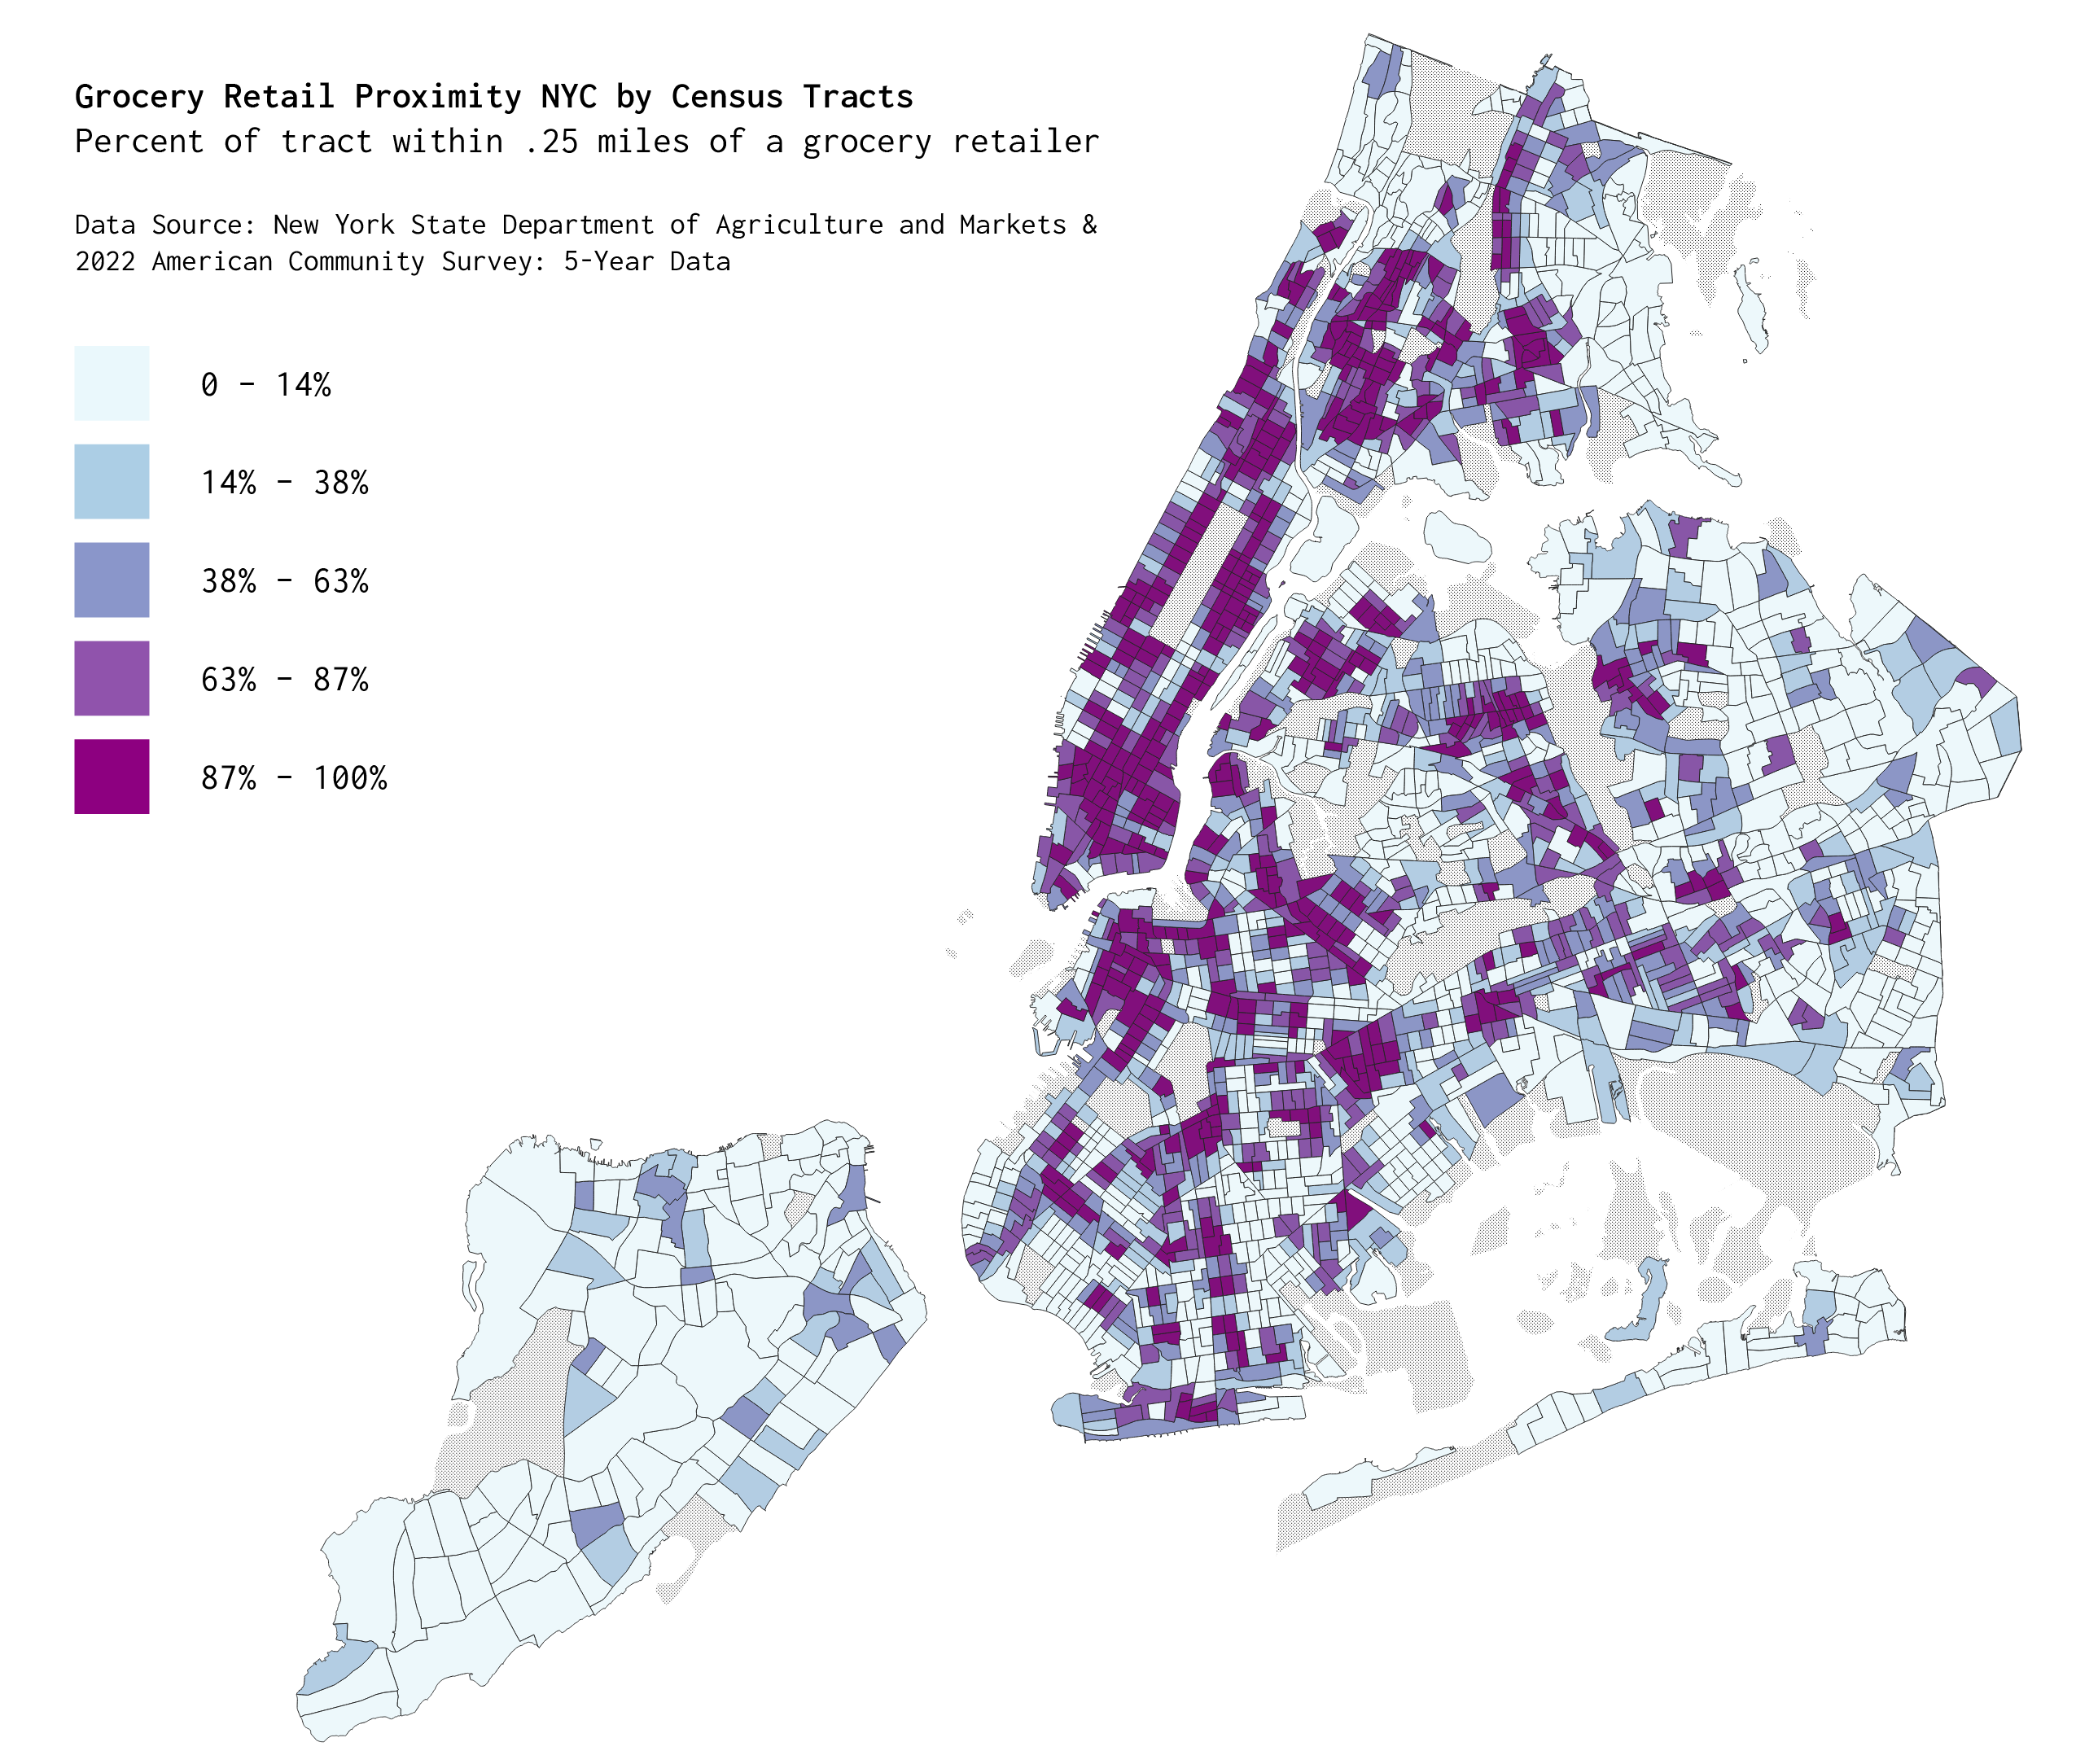 Grocery Retail Proximity NYC by Census Tracts
Percent of tract within .25 miles of a grocery retailer
Data Source: New York State Department of Agriculture and Markets &
2022 American Community Survey: 5-Year Data
0 - 14%
14% - 38%
38% - 63%
63% - 87%
87% - 100%